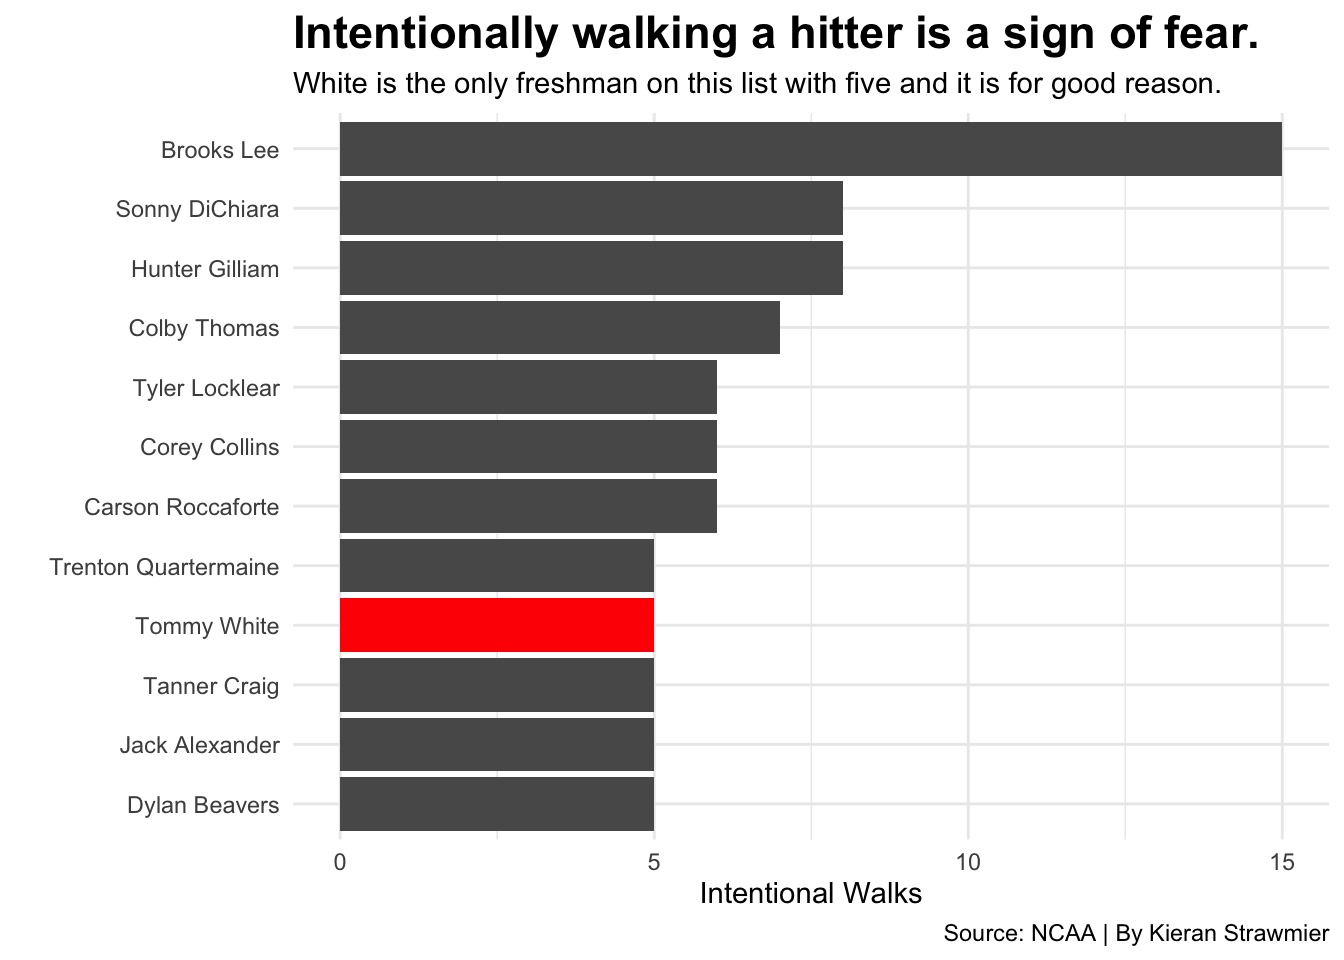 Intentionally walking a hitter is a sign of fear.
White is the only freshman on this list with five and it is for good reason.
Brooks Lee
Sonny DiChiara
Hunter Gilliam
Colby Thomas
Tyler Locklear
Corey Collins
Carson Roccaforte
Trenton Quartermaine
Tommy White
Tanner Craig
Jack Alexander
Dylan Beavers
0 5 10 15
Intentional Walks
Source: NCAA | By Kieran Strawmier